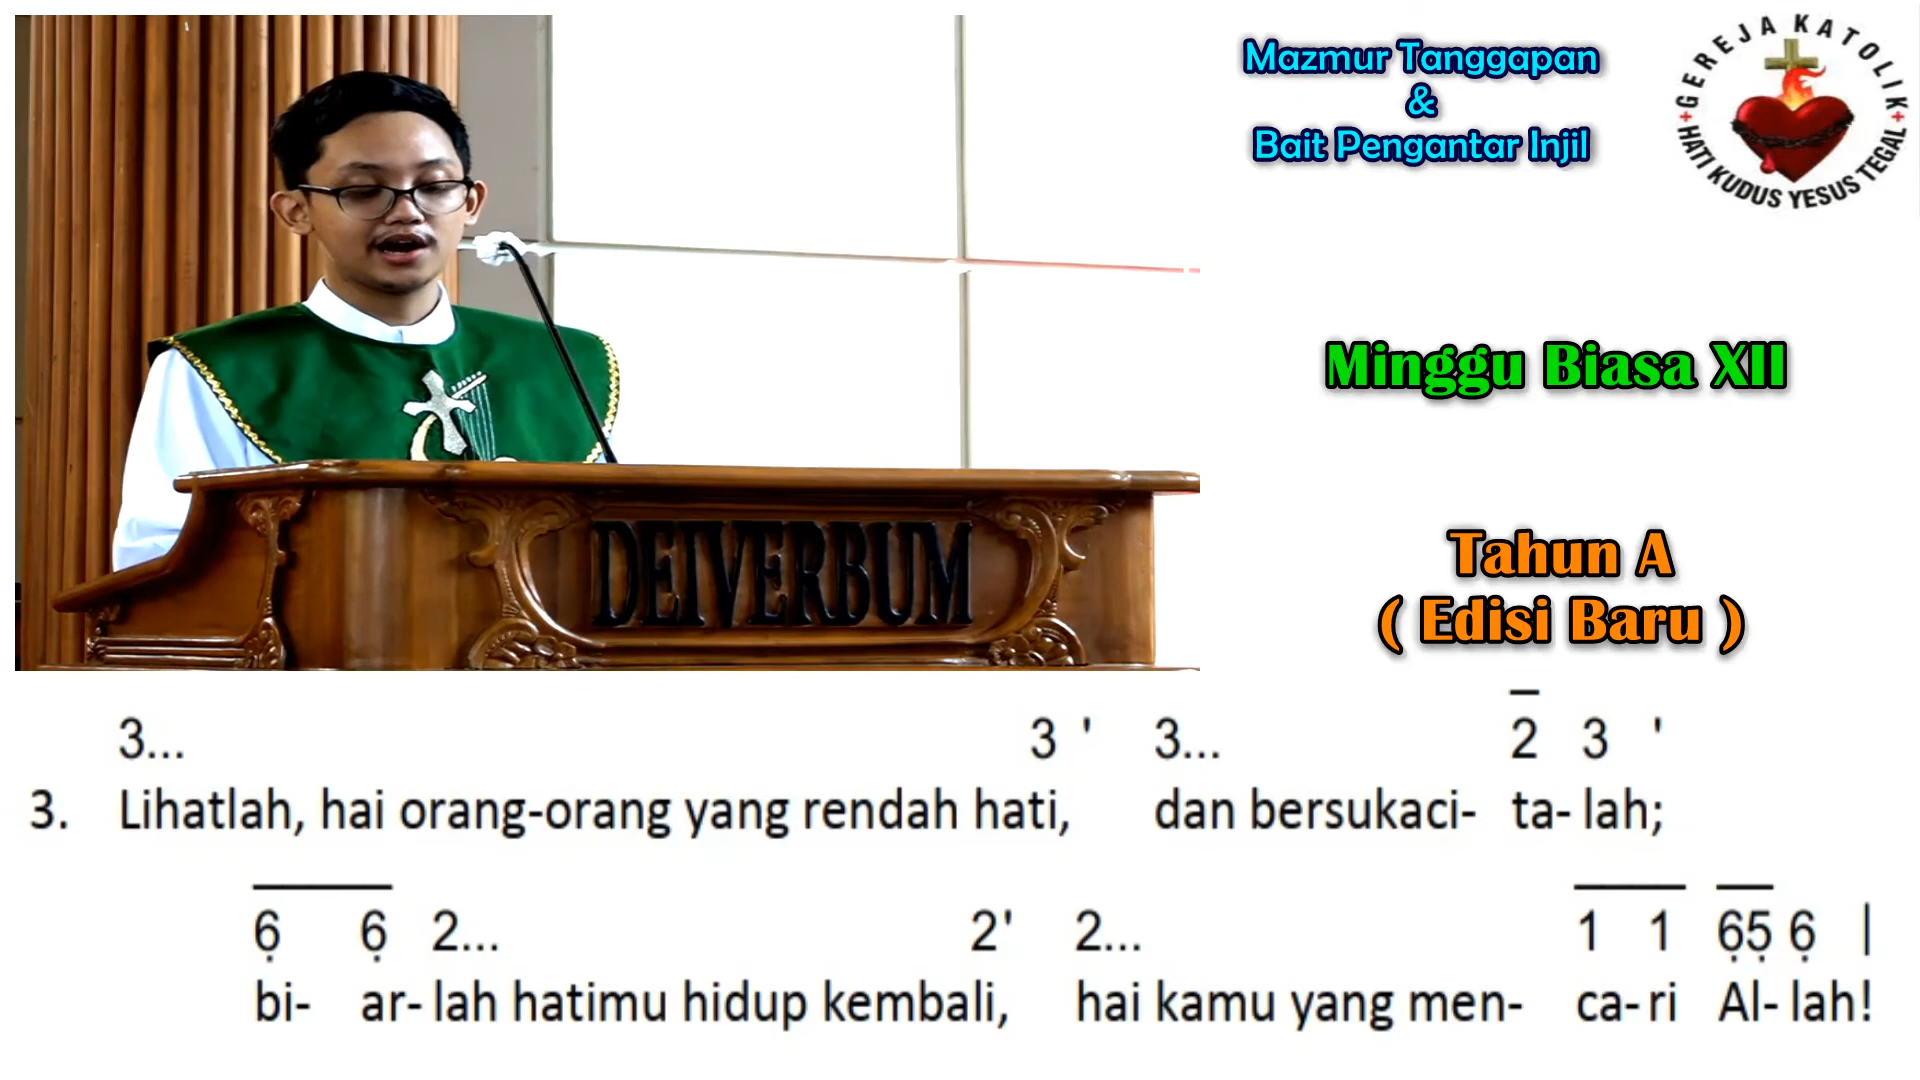 Mazmur Tanggapan
&
Bait Pengantar Injil
GEREJA KATOLIK
+ HATI KUDUS YESUS TEGAL +
Minggu Biasa XII
Tahun A
( Edisi Baru )
DEIVERBUM
3... 3 ' 3... 2 3 '
3. Lihatlah, hai orang-orang yang rendah hati, dan bersukaci- ta- lah;
6̣ 6̣ 2... 2' 2... 1 1 6̣5̣ 6̣ |
bi- ar- lah hatimu hidup kembali, hai kamu yang men- ca- ri Al- lah!